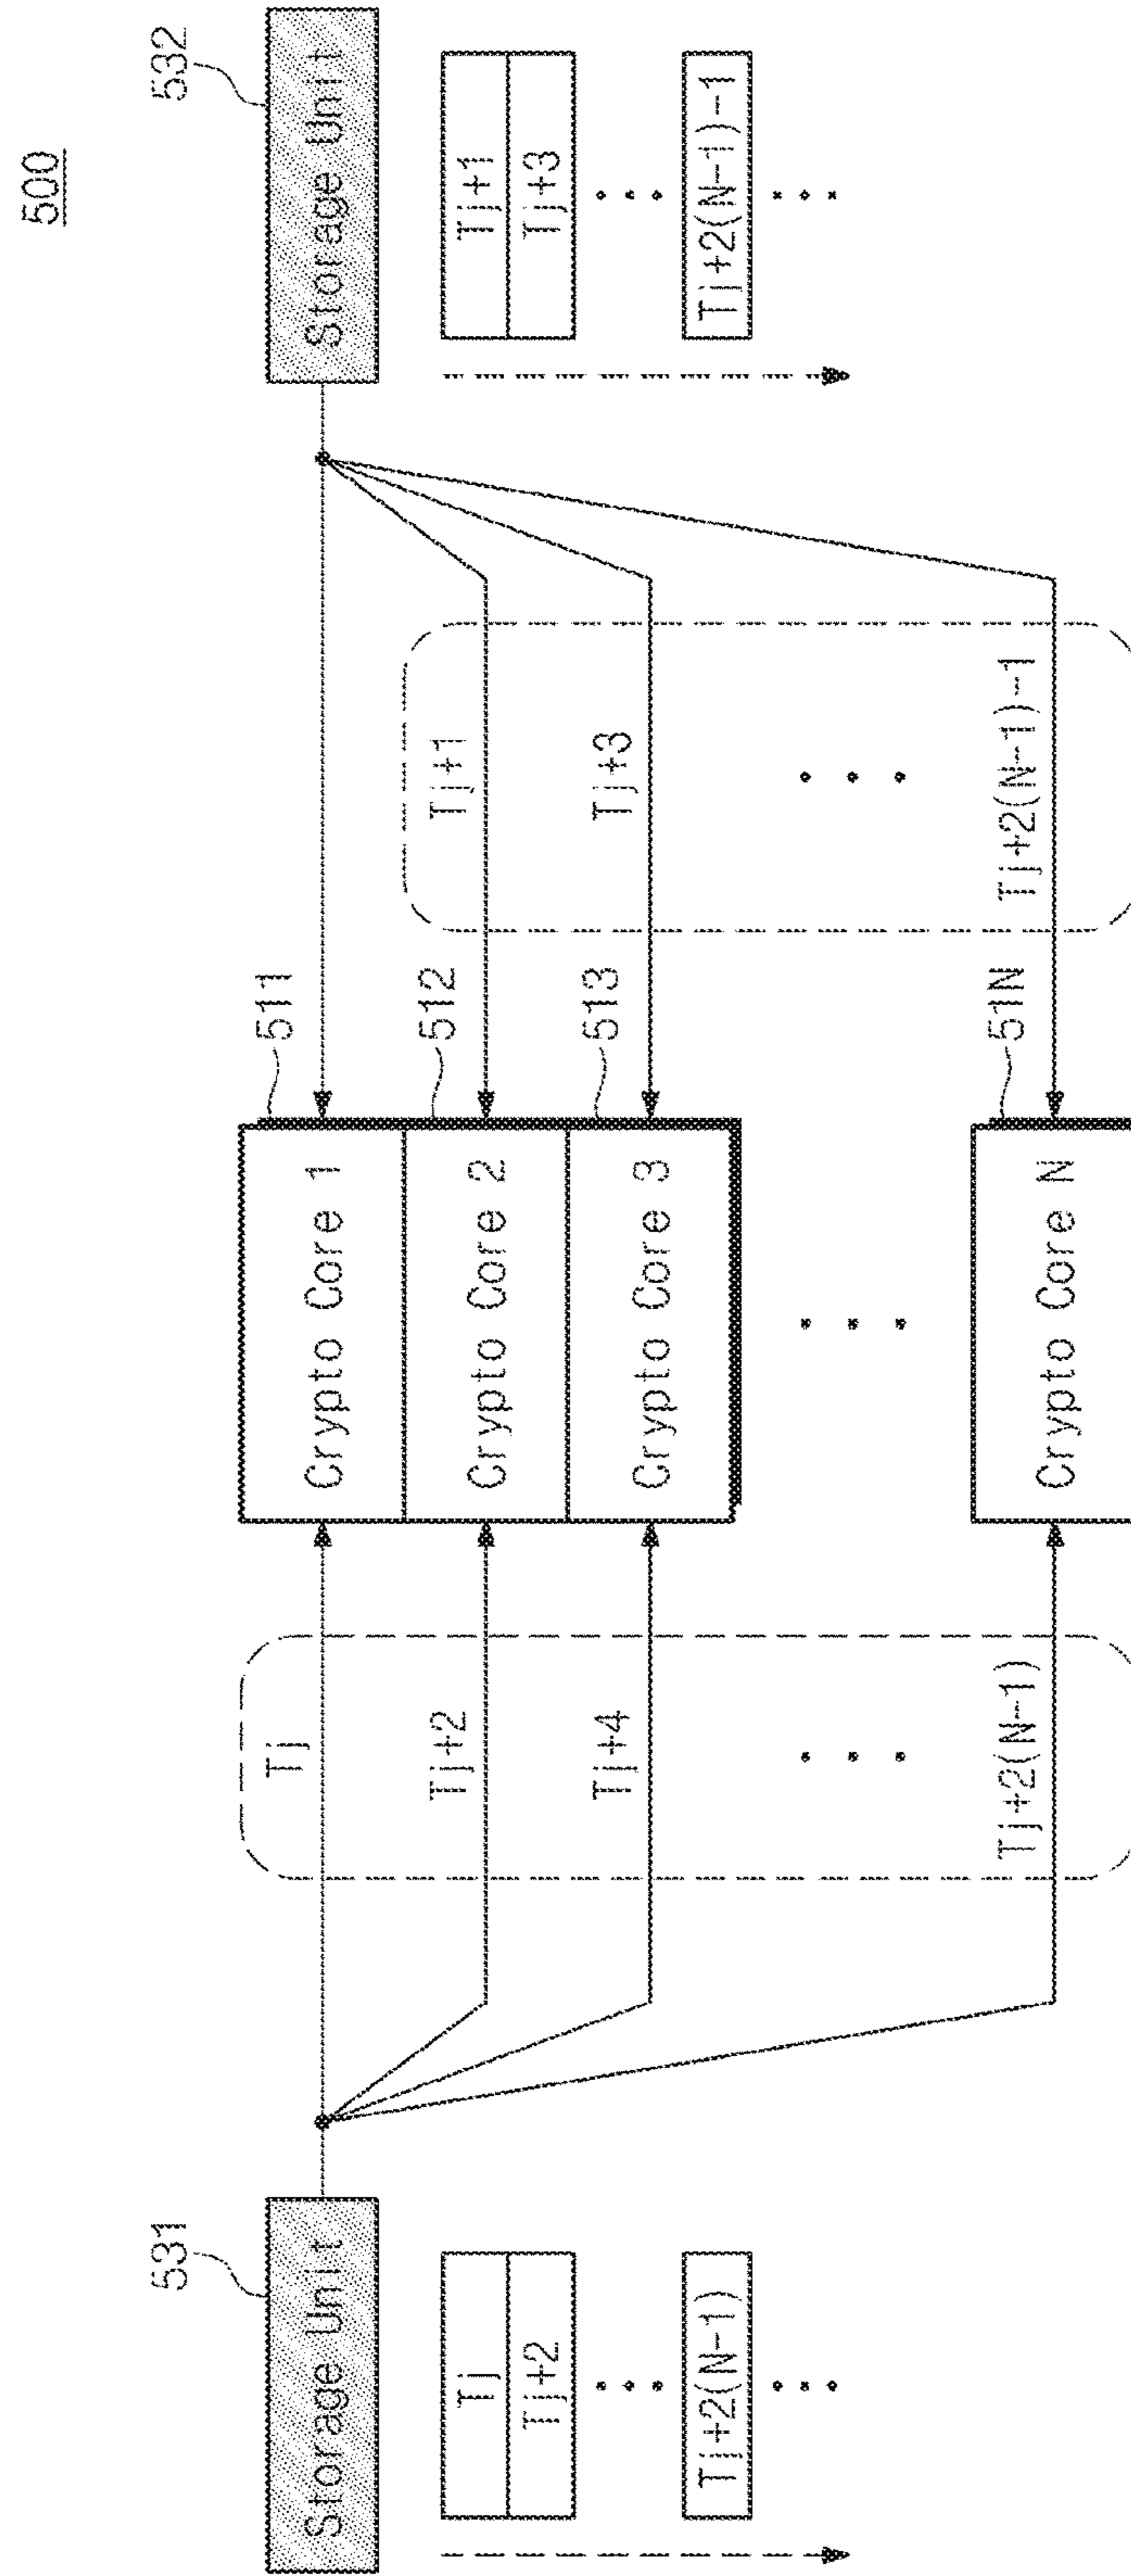 500
531
Storage Unit
Tj
Tj+2
Tj+2(N-1)
Tj
Tj+2
Tj+4
Tj+2(N-1)
Crypto Core 1
511
Crypto Core 2
512
Crypto Core 3
513
Crypto Core N
51N
Tj+1
Tj+3
Tj+2(N-1)-1
532
Storage Unit
Tj+1
Tj+3
Tj+2(N-1)-1